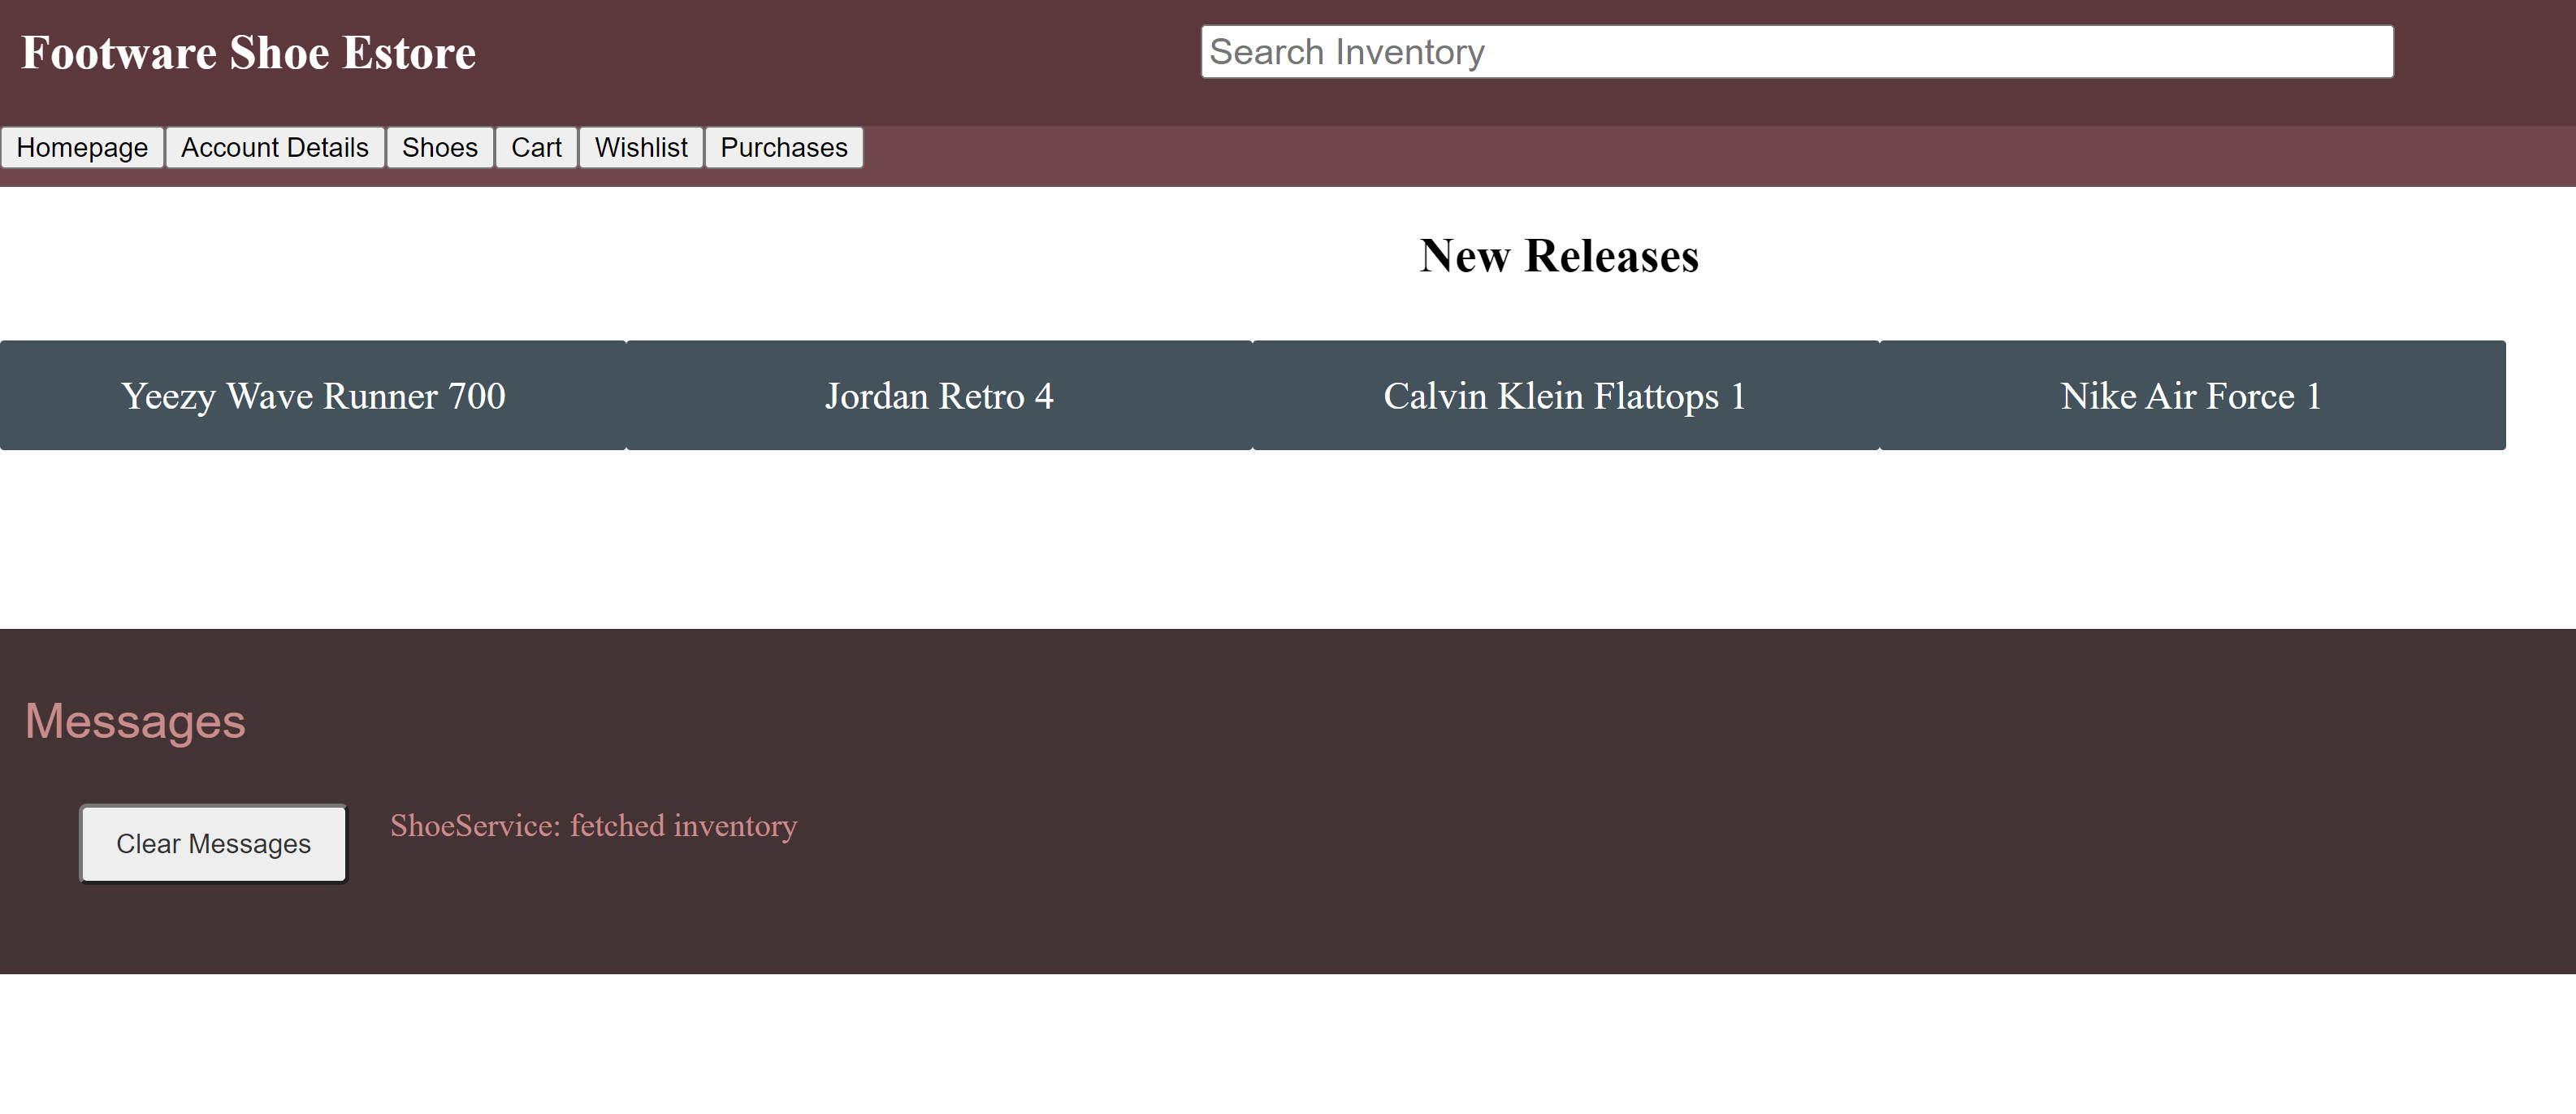 Footware Shoe Estore
Search Inventory
Homepage Account Details Shoes Cart Wishlist Purchases
New Releases
Yeezy Wave Runner 700 Jordan Retro 4 Calvin Klein Flattops 1 Nike Air Force 1
Messages
Clear Messages ShoeService: fetched inventory